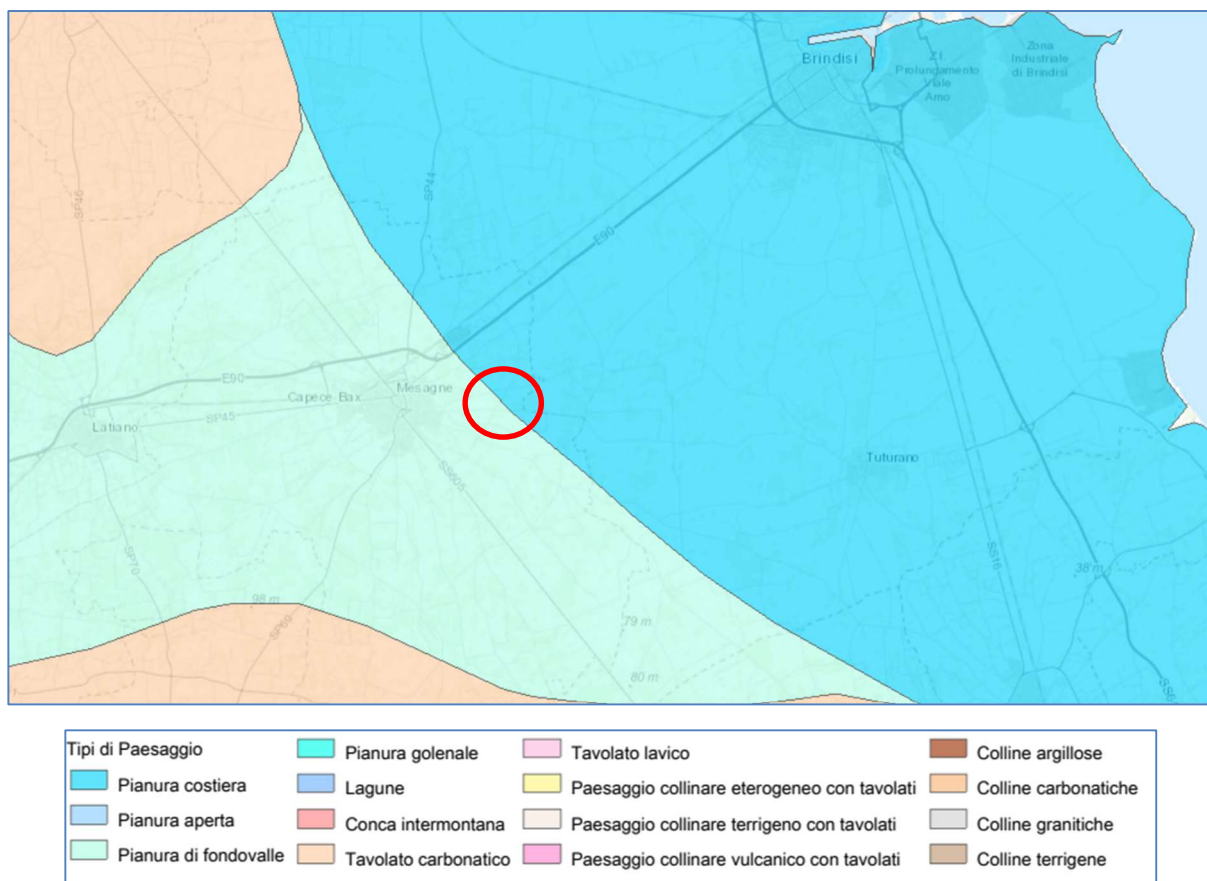 Brindisi
Z.I.
Prolungamento
Viale
Arno
Zona
Industriale
di Brindisi
SP46
SP44
E90
E90
Mesagne
Capece Bax
SP45
Latiano
Tuturano
SS605
SS16
SP70
98 m
SP69
38 m
79 m
80 m
Tipi di Paesaggio
Pianura costiera
Pianura aperta
Pianura di fondovalle
Pianura golenale
Lagune
Conca intermontana
Tavolato carbonatico
Tavolato lavico
Paesaggio collinare eterogeneo con tavolati
Paesaggio collinare terrigeno con tavolati
Paesaggio collinare vulcanico con tavolati
Colline argillose
Colline carbonatiche
Colline granitiche
Colline terrigene